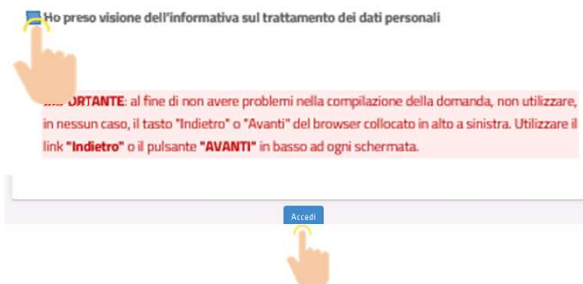 Ho preso visione dell'informativa sul trattamento dei dati personali
RTANTE: al fine di non avere problemi nella compilazione della domanda, non utilizzare,
in nessun caso, il tasto "Indietro" o "Avanti" del browser collocato in alto a sinistra. Utilizzare il
link "Indietro" o il pulsante "AVANTI" in basso ad ogni schermata.
Accedi